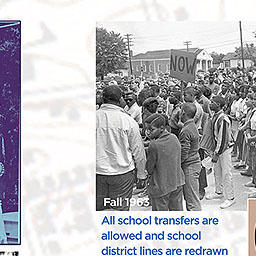 NOW
Fall 1963
All school transfers are
allowed and school
district lines are redrawn